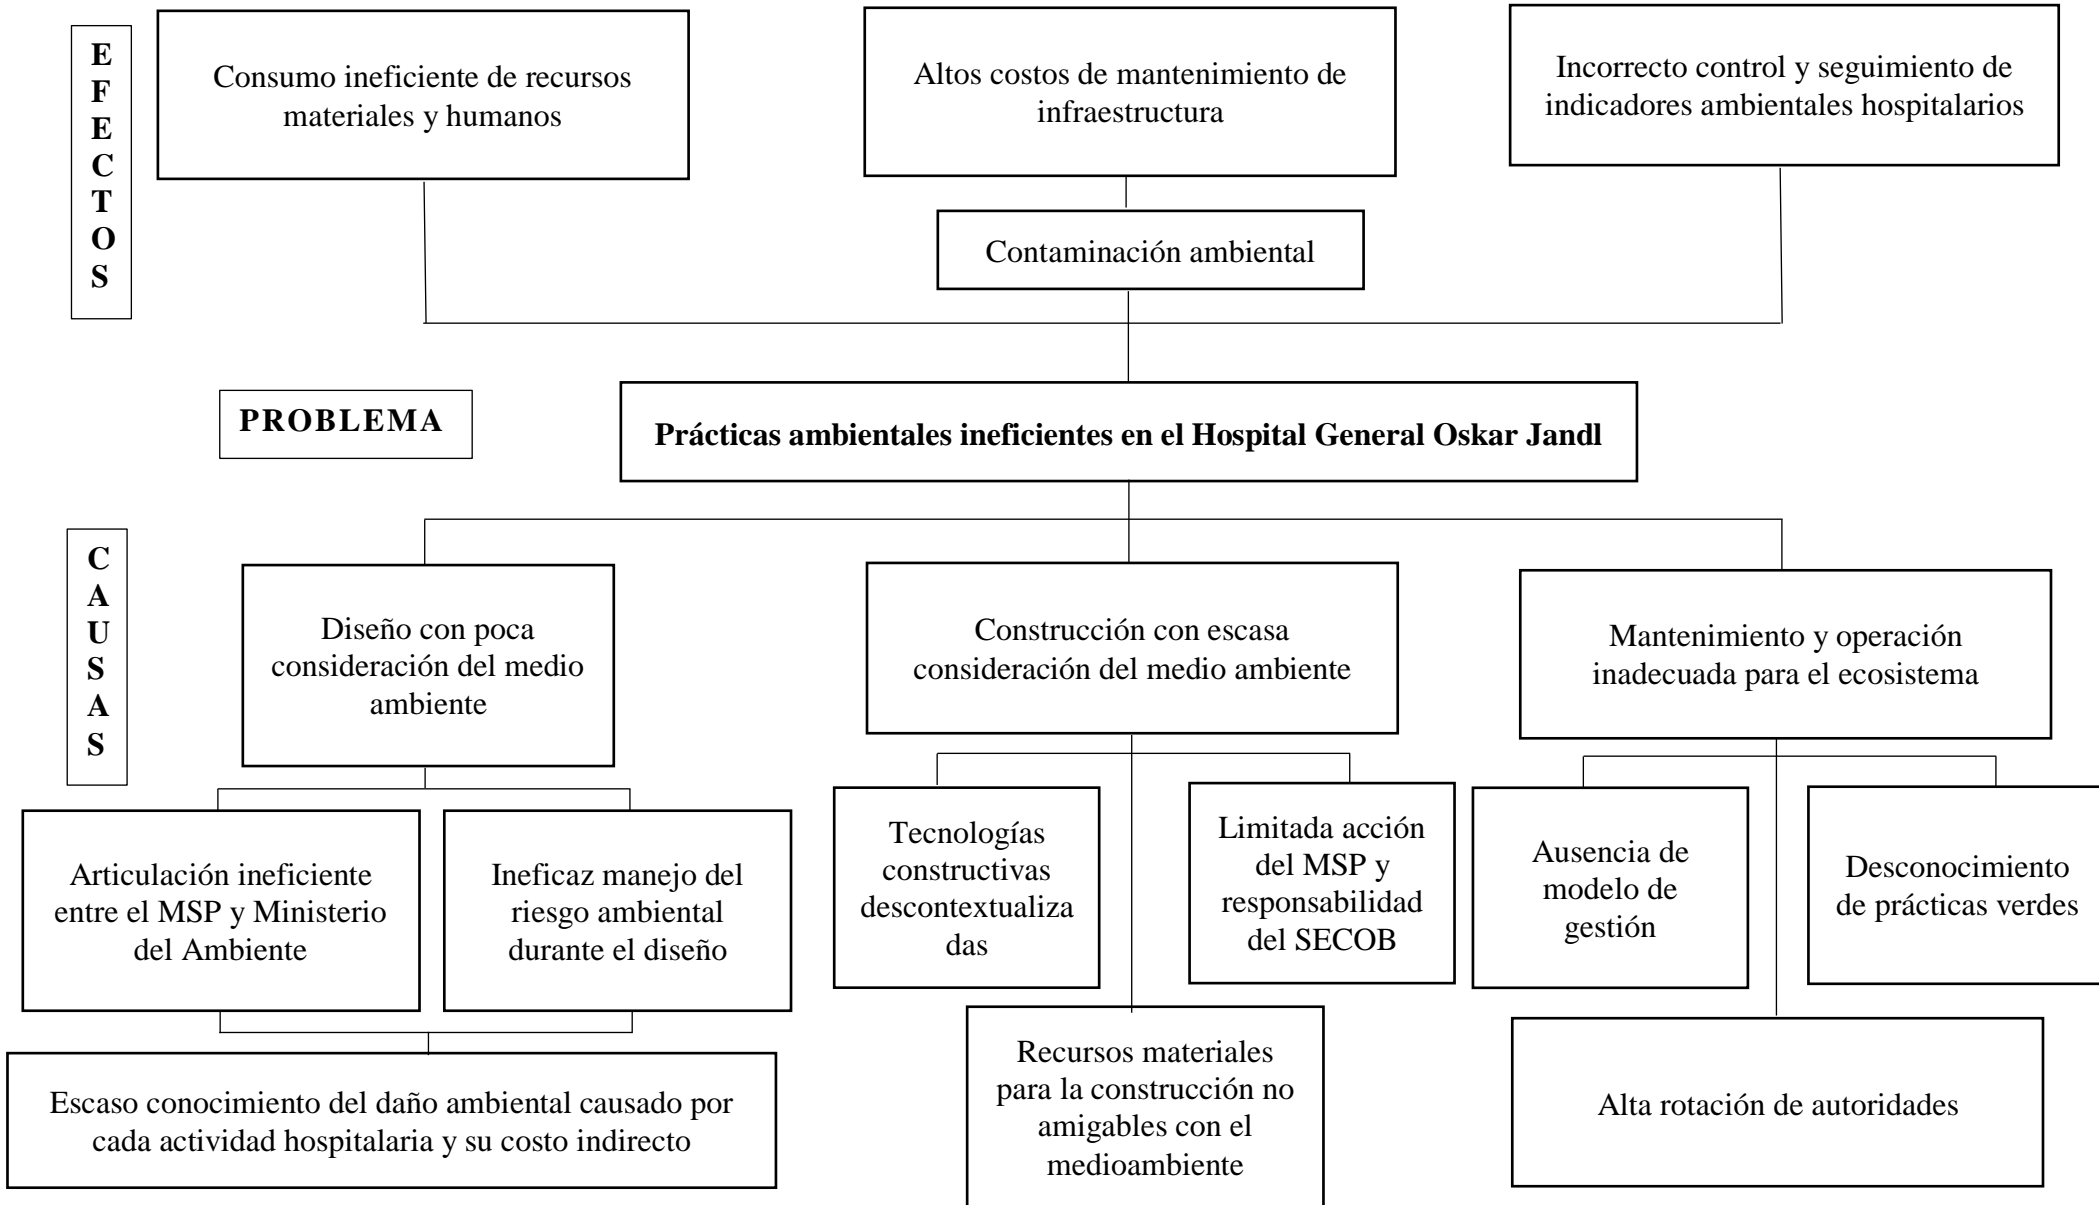 E
F
E
C
T
O
S
Consumo ineficiente de recursos
materiales y humanos
Altos costos de mantenimiento de
infraestructura
Incorrecto control y seguimiento de
indicadores ambientales hospitalarios
Contaminación ambiental
PROBLEMA
Prácticas ambientales ineficientes en el Hospital General Oskar Jandl
C
A
U
S
A
S
Diseño con poca
consideración del medio
ambiente
Construcción con escasa
consideración del medio ambiente
Mantenimiento y operación
inadecuada para el ecosistema
Articulación ineficiente
entre el MSP y Ministerio
del Ambiente
Ineficaz manejo del
riesgo ambiental
durante el diseño
Tecnologías
constructivas
descontextualiza
das
Limitada acción
del MSP y
responsabilidad
del SECOB
Ausencia de
modelo de
gestión
Desconocimiento
de prácticas verdes
Escaso conocimiento del daño ambiental causado por
cada actividad hospitalaria y su costo indirecto
Recursos materiales
para la construcción no
amigables con el
medioambiente
Alta rotación de autoridades